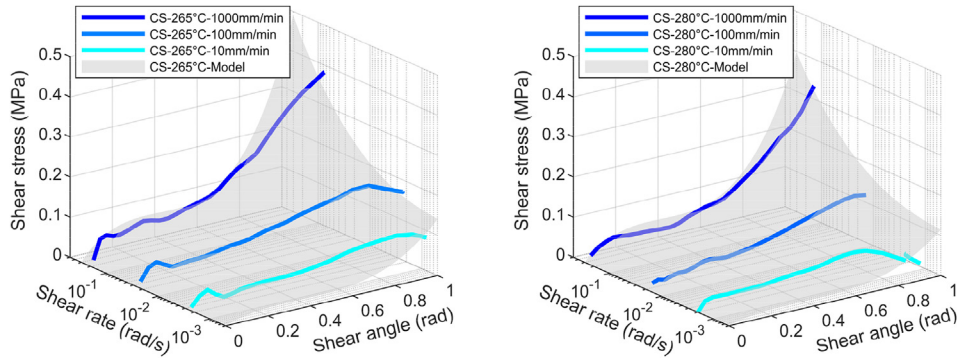 CS-265°C-1000mm/min
CS-265°C-100mm/min
CS-265°C-10mm/min
CS-265°C-Model
0.5
0.4
0.3
0.2
0.1
0
Shear stress (MPa)
10⁻¹
10⁻²
10⁻³
Shear rate (rad/s)
0
0.2
0.4
0.6
0.8
1
Shear angle (rad)
CS-280°C-1000mm/min
CS-280°C-100mm/min
CS-280°C-10mm/min
CS-280°C-Model
0.5
0.4
0.3
0.2
0.1
0
Shear stress (MPa)
10⁻¹
10⁻²
10⁻³
Shear rate (rad/s)
0
0.2
0.4
0.6
0.8
1
Shear angle (rad)